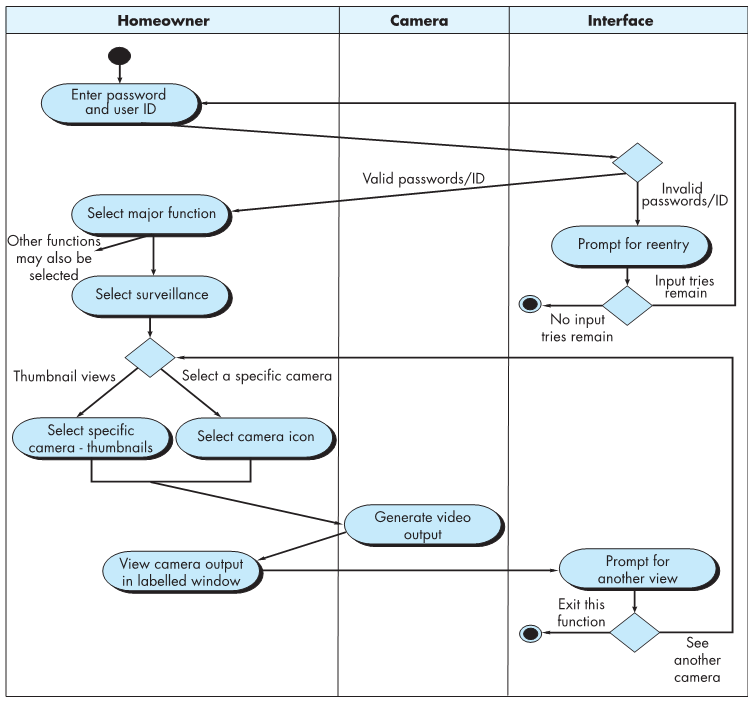 Homeowner
Camera
Interface
Enter password
and user ID
Valid passwords/ID
Invalid
passwords/ID
Select major function
Prompt for reentry
Other functions
may also be
selected
Select surveillance
Input tries
remain
No input
tries remain
Thumbnail views
Select a specific camera
Select specific
camera - thumbnails
Select camera icon
Generate video
output
View camera output
in labelled window
Prompt for
another view
Exit this
function
See
another
camera